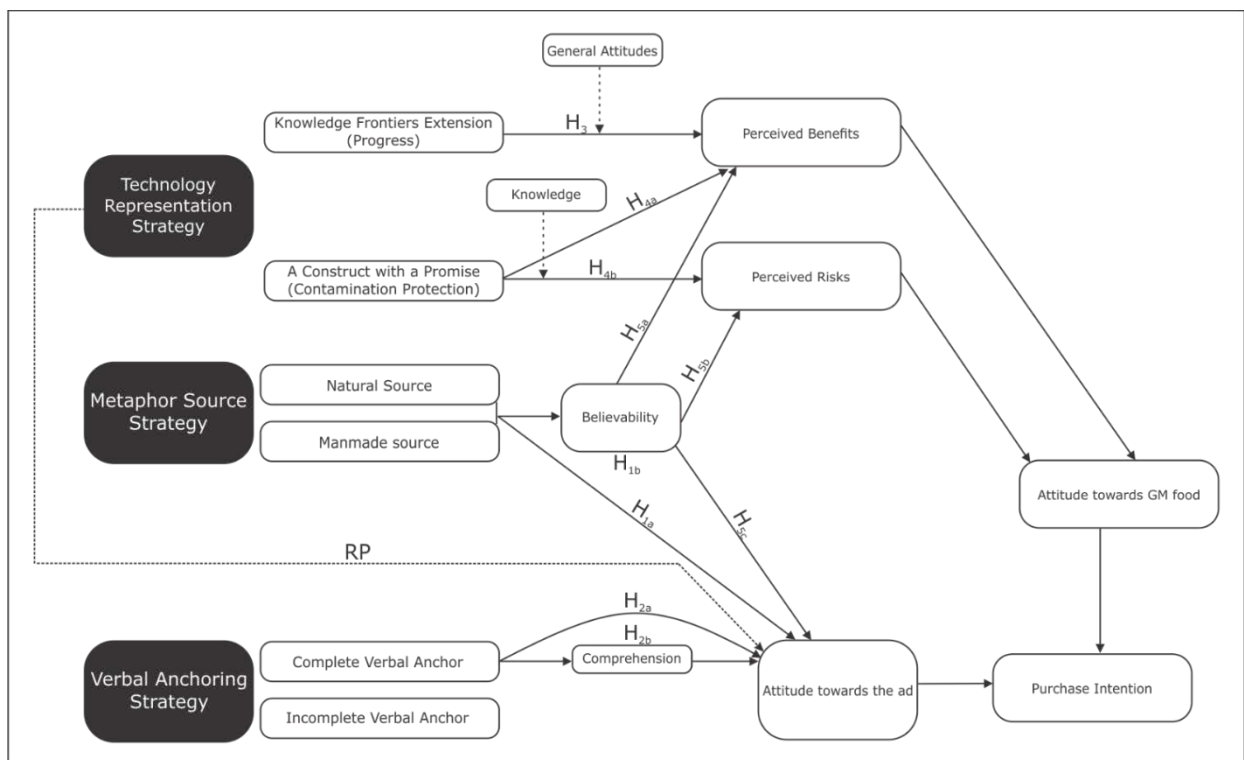 General Attitudes
Knowledge Frontiers Extension
(Progress)
H3
Perceived Benefits
Technology
Representation
Strategy
Knowledge
H4a
A Construct with a Promise
(Contamination Protection)
H4b
Perceived Risks
H5a
H5b
Metaphor Source
Strategy
Natural Source
Manmade source
Believability
H1b
H1a
H5c
Attitude towards GM food
RP
Verbal Anchoring
Strategy
Complete Verbal Anchor
Incomplete Verbal Anchor
H2a
H2b
Comprehension
Attitude towards the ad
Purchase Intention